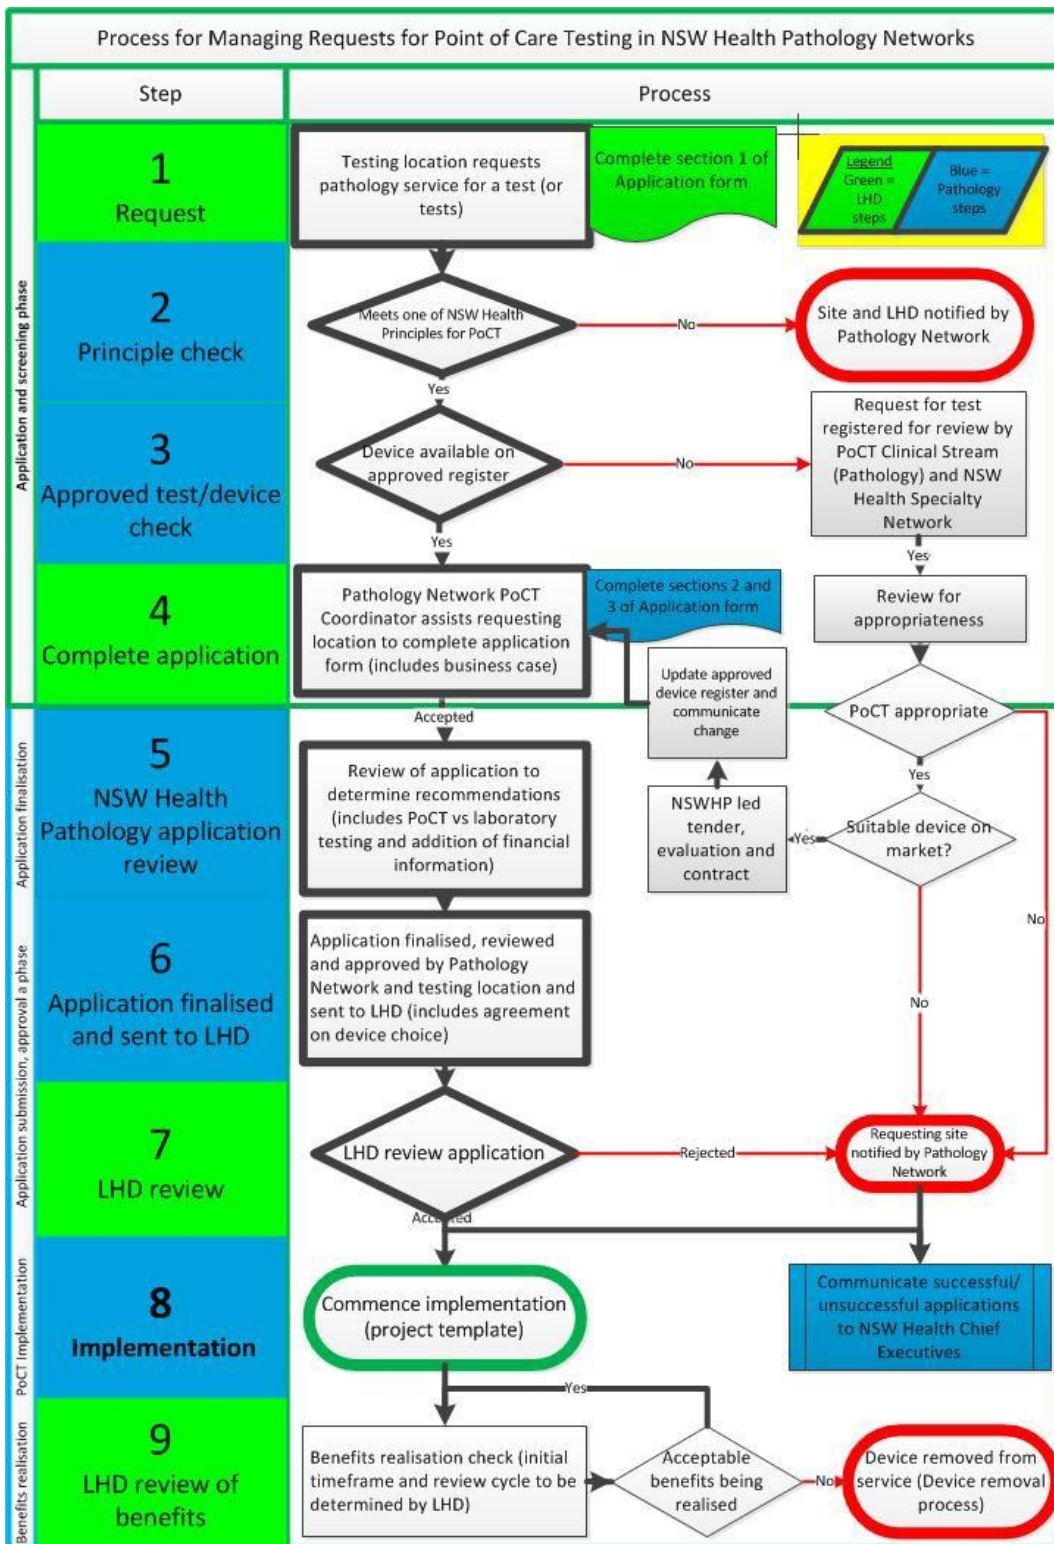 Process for Managing Requests for Point of Care Testing in NSW Health Pathology Networks
Step
Process
Application and screening phase
1
Request
Testing location requests
pathology service for a test (or
tests)
Complete section 1 of
Application form
Legend
Green =
LHD
steps
Blue =
Pathology
steps
2
Principle check
Meets one of NSW Health
Principles for PoCT
No
Site and LHD notified by
Pathology Network
Yes
3
Approved test/device
check
Device available on
approved register
No
Request for test
registered for review by
PoCT Clinical Stream
(Pathology) and NSW
Health Specialty
Network
Yes
Yes
4
Complete application
Pathology Network PoCT
Coordinator assists requesting
location to complete application
form (includes business case)
Complete sections 2 and
3 of Application form
Review for
appropriateness
Update approved
device register and
communicate
change
PoCT appropriate
Accepted
Application finalisation
5
NSW Health
Pathology application
review
Review of application to
determine recommendations
(includes PoCT vs laboratory
testing and addition of financial
information)
NSWHP led
tender,
evaluation and
contract
Yes
Yes
Suitable device on
market?
No
No
Application submission, approval a phase
6
Application finalised
and sent to LHD
Application finalised, reviewed
and approved by Pathology
Network and testing location and
sent to LHD (includes agreement
on device choice)
7
LHD review
LHD review application
Rejected
Requesting site
notified by Pathology
Network
Accepted
PoCT Implementation
8
Implementation
Commence implementation
(project template)
Communicate successful/
unsuccessful applications
to NSW Health Chief
Executives
Yes
Benefits realisation
9
LHD review of
benefits
Benefits realisation check (initial
timeframe and review cycle to be
determined by LHD)
Acceptable
benefits being
realised
No
Device removed from
service (Device removal
process)